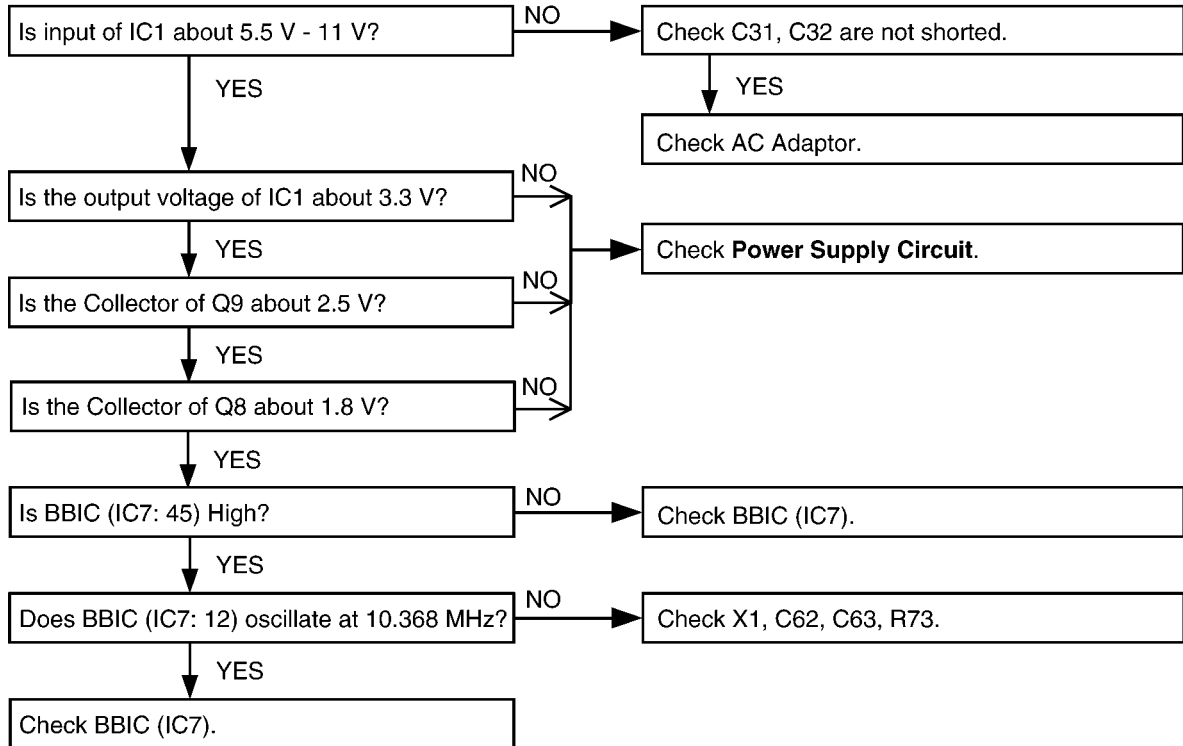 Is input of IC1 about 5.5 V - 11 V?
NO
Check C31, C32 are not shorted.
YES
YES
Check AC Adaptor.
Is the output voltage of IC1 about 3.3 V?
NO
YES
Check Power Supply Circuit.
Is the Collector of Q9 about 2.5 V?
NO
YES
Is the Collector of Q8 about 1.8 V?
NO
YES
Is BBIC (IC7: 45) High?
NO
Check BBIC (IC7).
YES
Does BBIC (IC7: 12) oscillate at 10.368 MHz?
NO
Check X1, C62, C63, R73.
YES
Check BBIC (IC7).